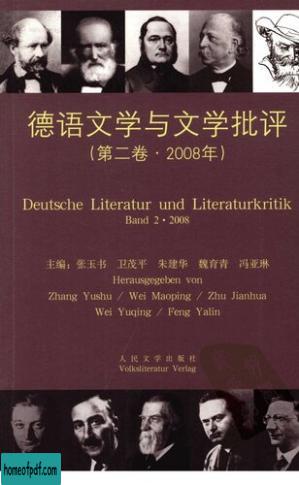 德语文学与文学批评
(第二卷·2008年)
Deutsche Literatur und Literaturkritik
Band 2·2008
主编：张玉书 卫茂平 朱建华 魏育青 冯亚琳
Herausgegeben von
Zhang Yushu / Wei Maoping / Zhu Jianhua
Wei Yuqing / Feng Yalin
人民文学出版社
Volksliteratur Verlag
homeofpdf.com